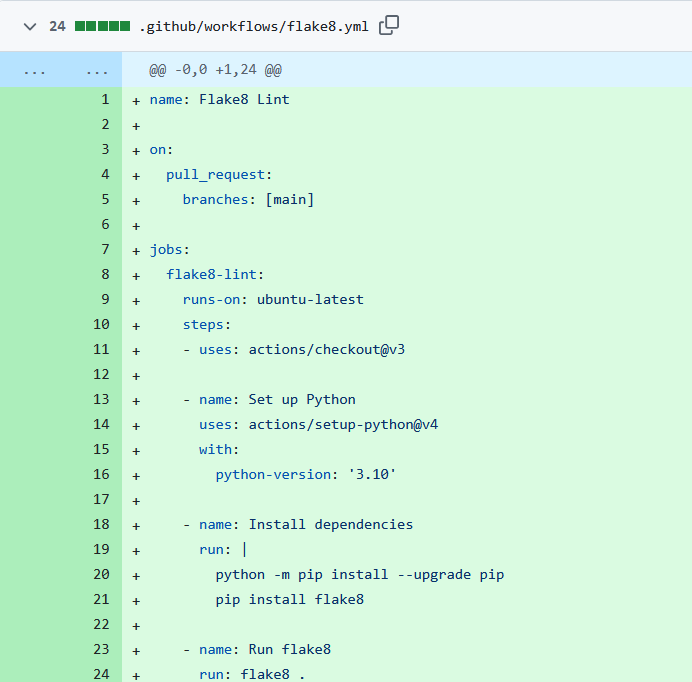 24 .github/workflows/flake8.yml
... ... @@ -0,0 +1,24 @@
1 + name: Flake8 Lint
2 +
3 + on:
4 +   pull_request:
5 +     branches: [main]
6 +
7 + jobs:
8 +   flake8-lint:
9 +     runs-on: ubuntu-latest
10 +     steps:
11 +     - uses: actions/checkout@v3
12 +
13 +     - name: Set up Python
14 +       uses: actions/setup-python@v4
15 +       with:
16 +         python-version: '3.10'
17 +
18 +     - name: Install dependencies
19 +       run: |
20 +         python -m pip install --upgrade pip
21 +         pip install flake8
22 +
23 +     - name: Run flake8
24 +       run: flake8 .